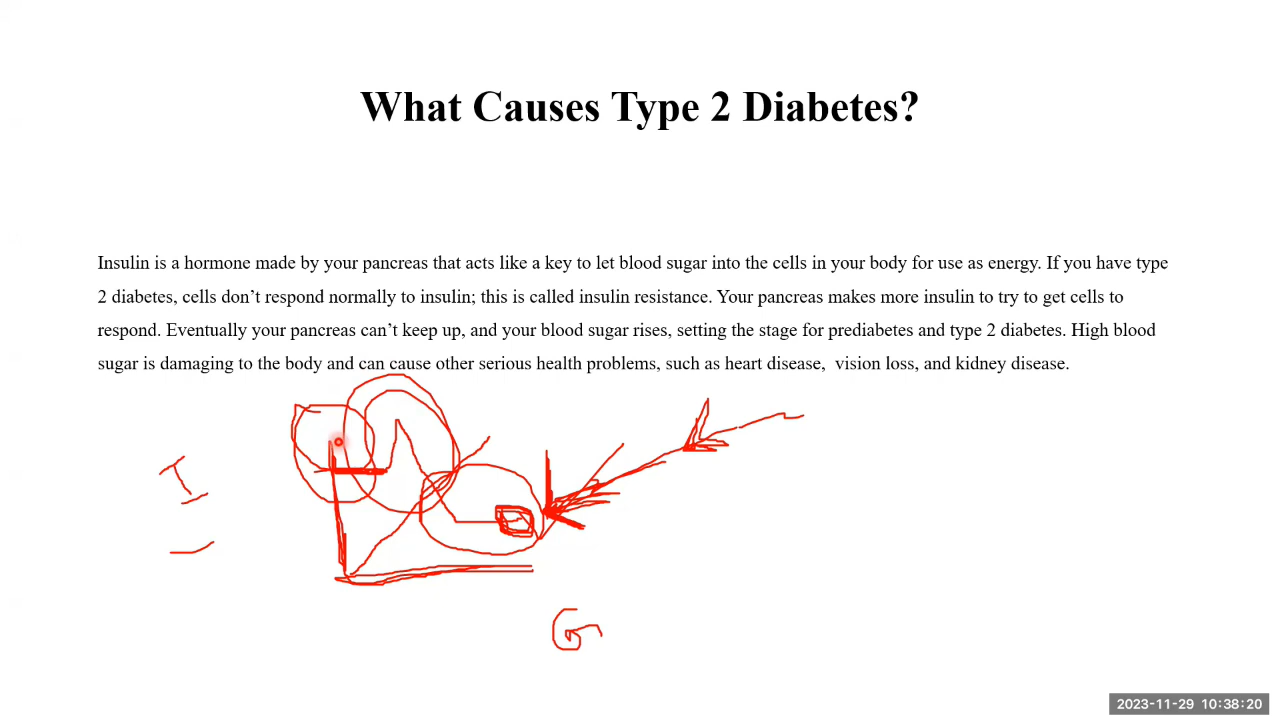 What Causes Type 2 Diabetes?
Insulin is a hormone made by your pancreas that acts like a key to let blood sugar into the cells in your body for use as energy. If you have type
2 diabetes, cells don’t respond normally to insulin; this is called insulin resistance. Your pancreas makes more insulin to try to get cells to
respond. Eventually your pancreas can’t keep up, and your blood sugar rises, setting the stage for prediabetes and type 2 diabetes. High blood
sugar is damaging to the body and can cause other serious health problems, such as heart disease, vision loss, and kidney disease.
I
G
2023-11-29 10:38:20